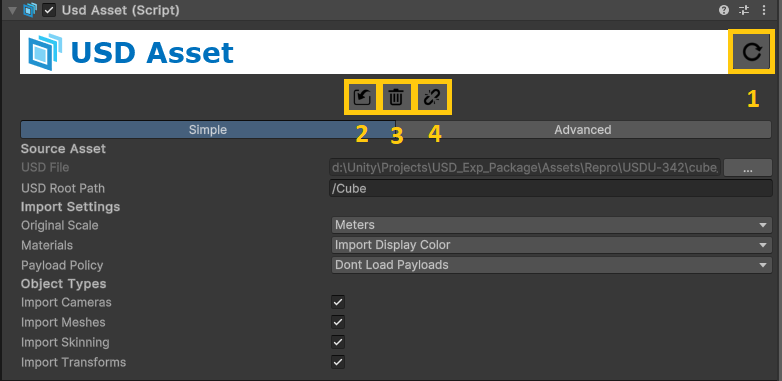 Usd Asset (Script)
USD Asset
1
2 3 4
Simple Advanced
Source Asset
USD File d:\Unity\Projects\USD_Exp_Package\Assets\Repro\USDU-342\cube, ...
USD Root Path /Cube
Import Settings
Original Scale Meters
Materials Import Display Color
Payload Policy Dont Load Payloads
Object Types
Import Cameras
Import Meshes
Import Skinning
Import Transforms